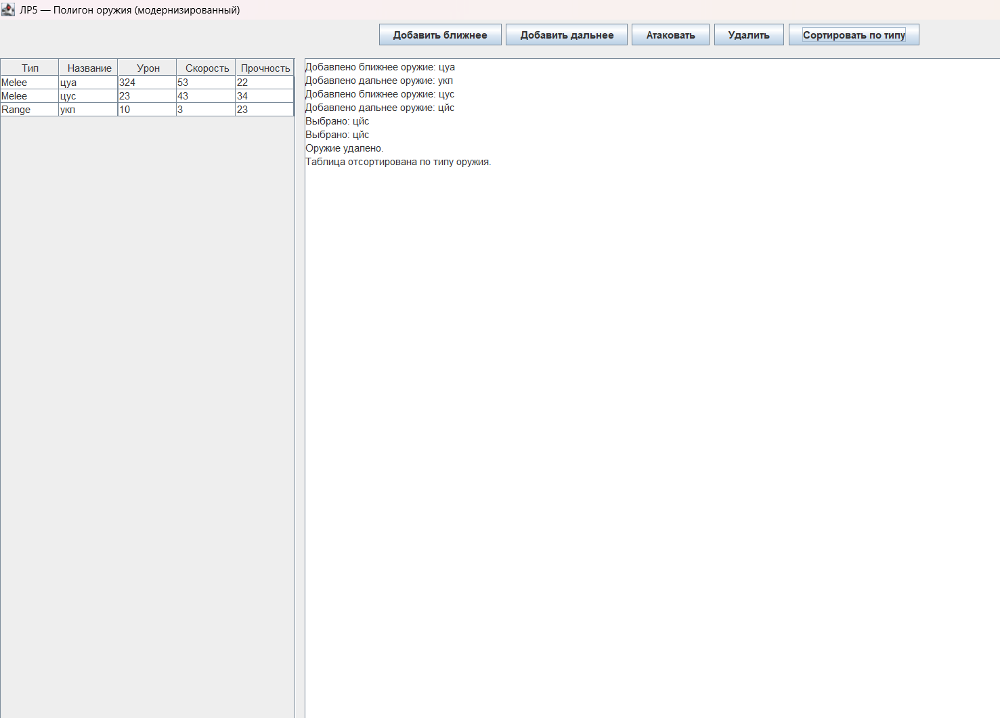 ЛР5 — Полигон оружия (модернизированный)
Добавить ближнее Добавить дальнее Атаковать Удалить Сортировать по типу
Тип Название Урон Скорость Прочность
Melee цуа 324 53 22
Melee цус 23 43 34
Range укп 10 3 23
Добавлено ближнее оружие: цуа
Добавлено дальнее оружие: укп
Добавлено ближнее оружие: цус
Добавлено дальнее оружие: цйс
Выбрано: цйс
Выбрано: цйс
Оружие удалено.
Таблица отсортирована по типу оружия.